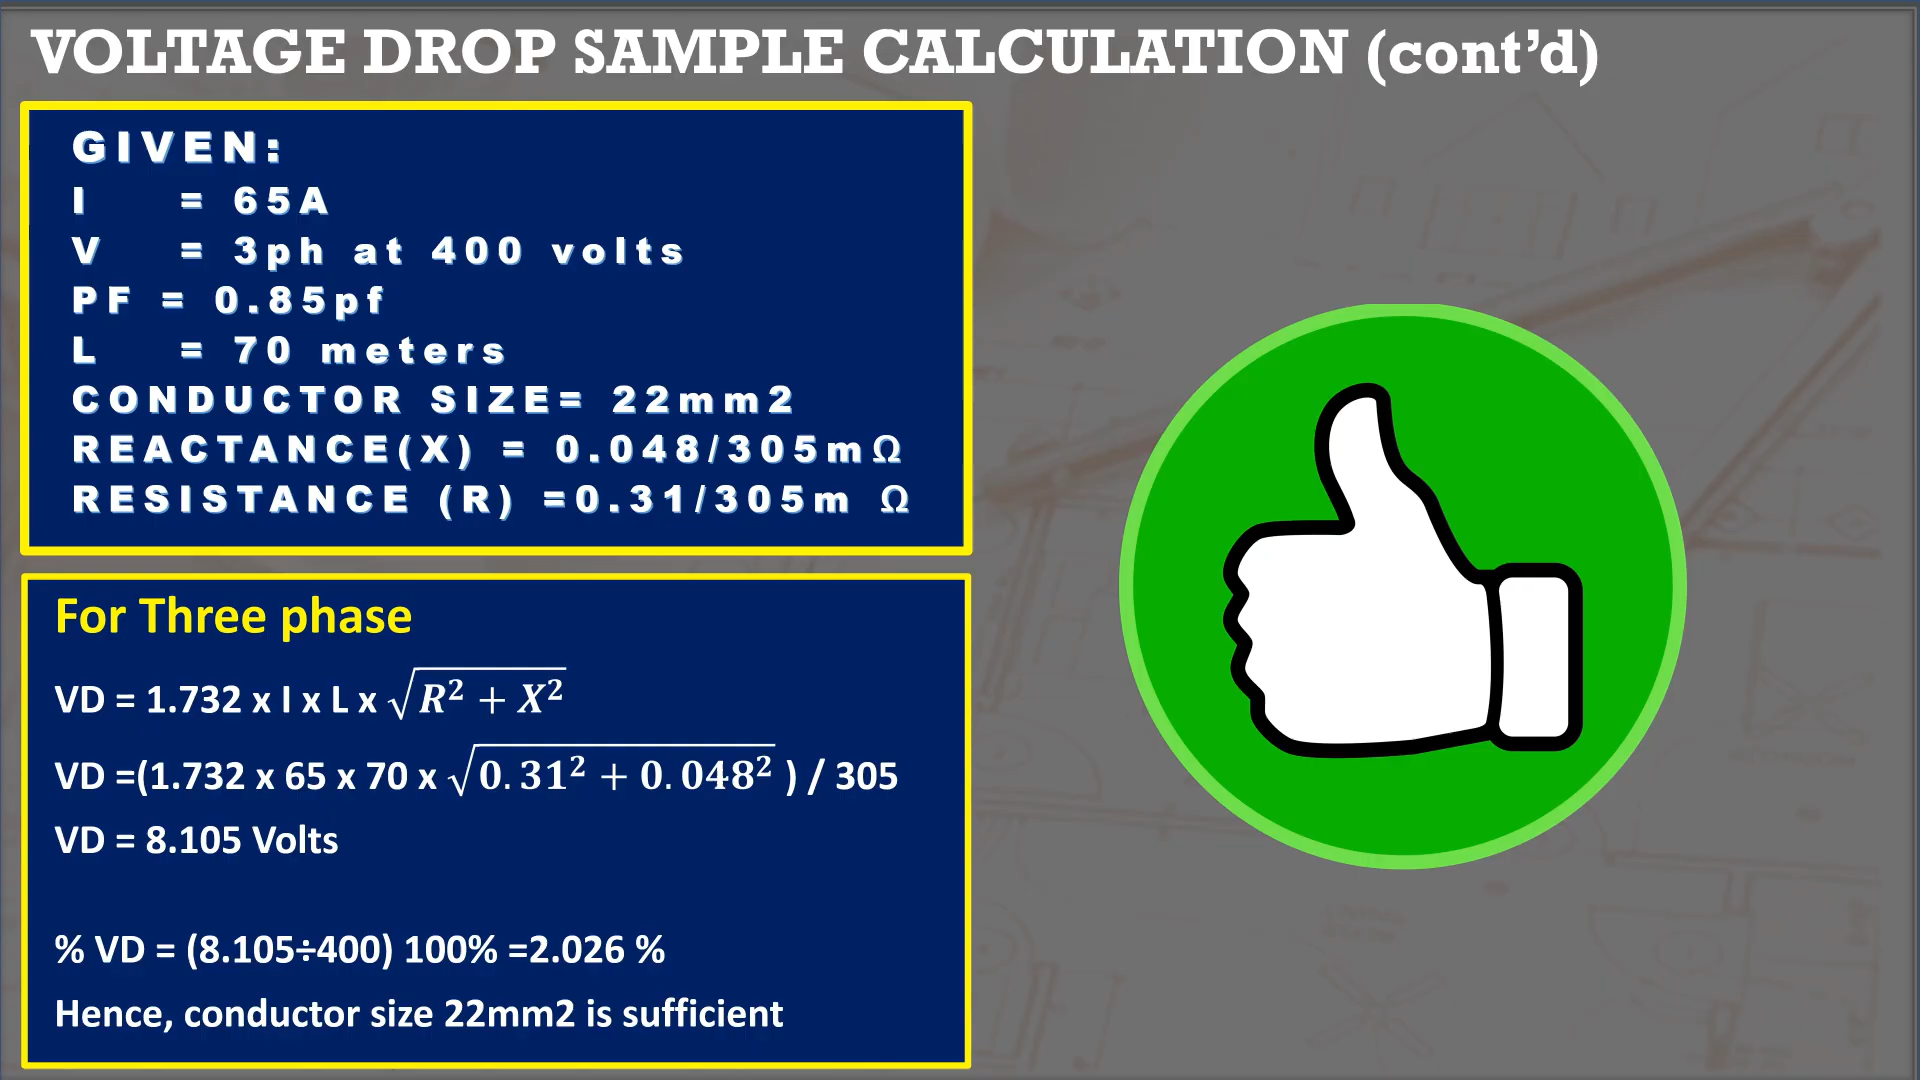 VOLTAGE DROP SAMPLE CALCULATION (cont’d)
GIVEN:
I = 65A
V = 3ph at 400 volts
PF = 0.85pf
L = 70 meters
CONDUCTOR SIZE= 22mm2
REACTANCE(X) = 0.048/305mΩ
RESISTANCE (R) =0.31/305m Ω
For Three phase
VD = 1.732 x I x L x √R² + X²
VD =(1.732 x 65 x 70 x √0.31² + 0.048² ) / 305
VD = 8.105 Volts
% VD = (8.105÷400) 100% =2.026 %
Hence, conductor size 22mm2 is sufficient